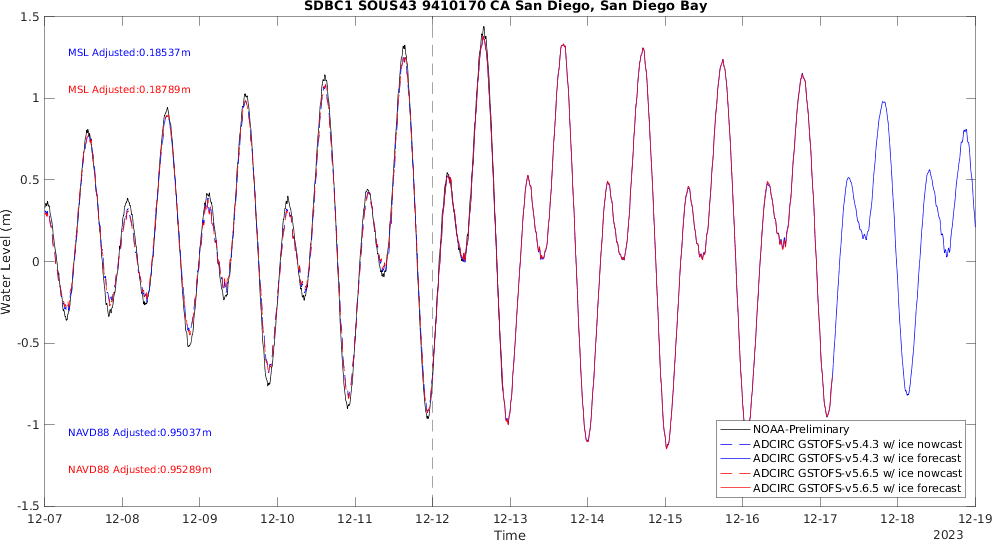 SDBC1 SOUS43 9410170 CA San Diego, San Diego Bay
1.5
1
0.5
0
-0.5
-1
-1.5
Water Level (m)
MSL Adjusted:0.18537m
MSL Adjusted:0.18789m
NAVD88 Adjusted:0.95037m
NAVD88 Adjusted:0.95289m
NOAA-Preliminary
ADCIRC GSTOFS-v5.4.3 w/ ice nowcast
ADCIRC GSTOFS-v5.4.3 w/ ice forecast
ADCIRC GSTOFS-v5.6.5 w/ ice nowcast
ADCIRC GSTOFS-v5.6.5 w/ ice forecast
12-07 12-08 12-09 12-10 12-11 12-12 12-13 12-14 12-15 12-16 12-17 12-18 12-19
Time
2023